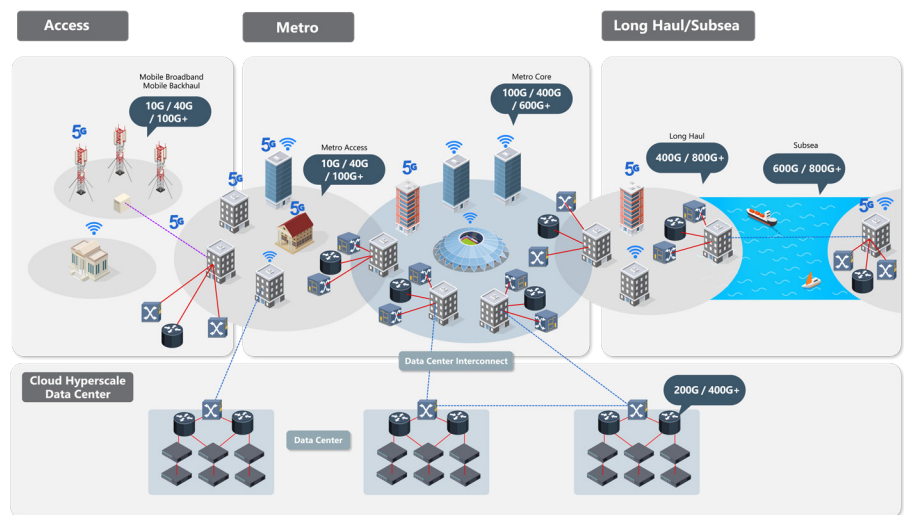 Access
Metro
Long Haul/Subsea
Mobile Broadband
Mobile Backhaul
10G / 40G
/ 100G+
5G
5G
5G
5G
Metro Access
10G / 40G
/ 100G+
5G
Metro Core
100G / 400G
/ 600G+
Long Haul
400G / 800G+
5G
Subsea
600G / 800G+
5G
Data Center Interconnect
Cloud Hyperscale
Data Center
200G / 400G+
Data Center